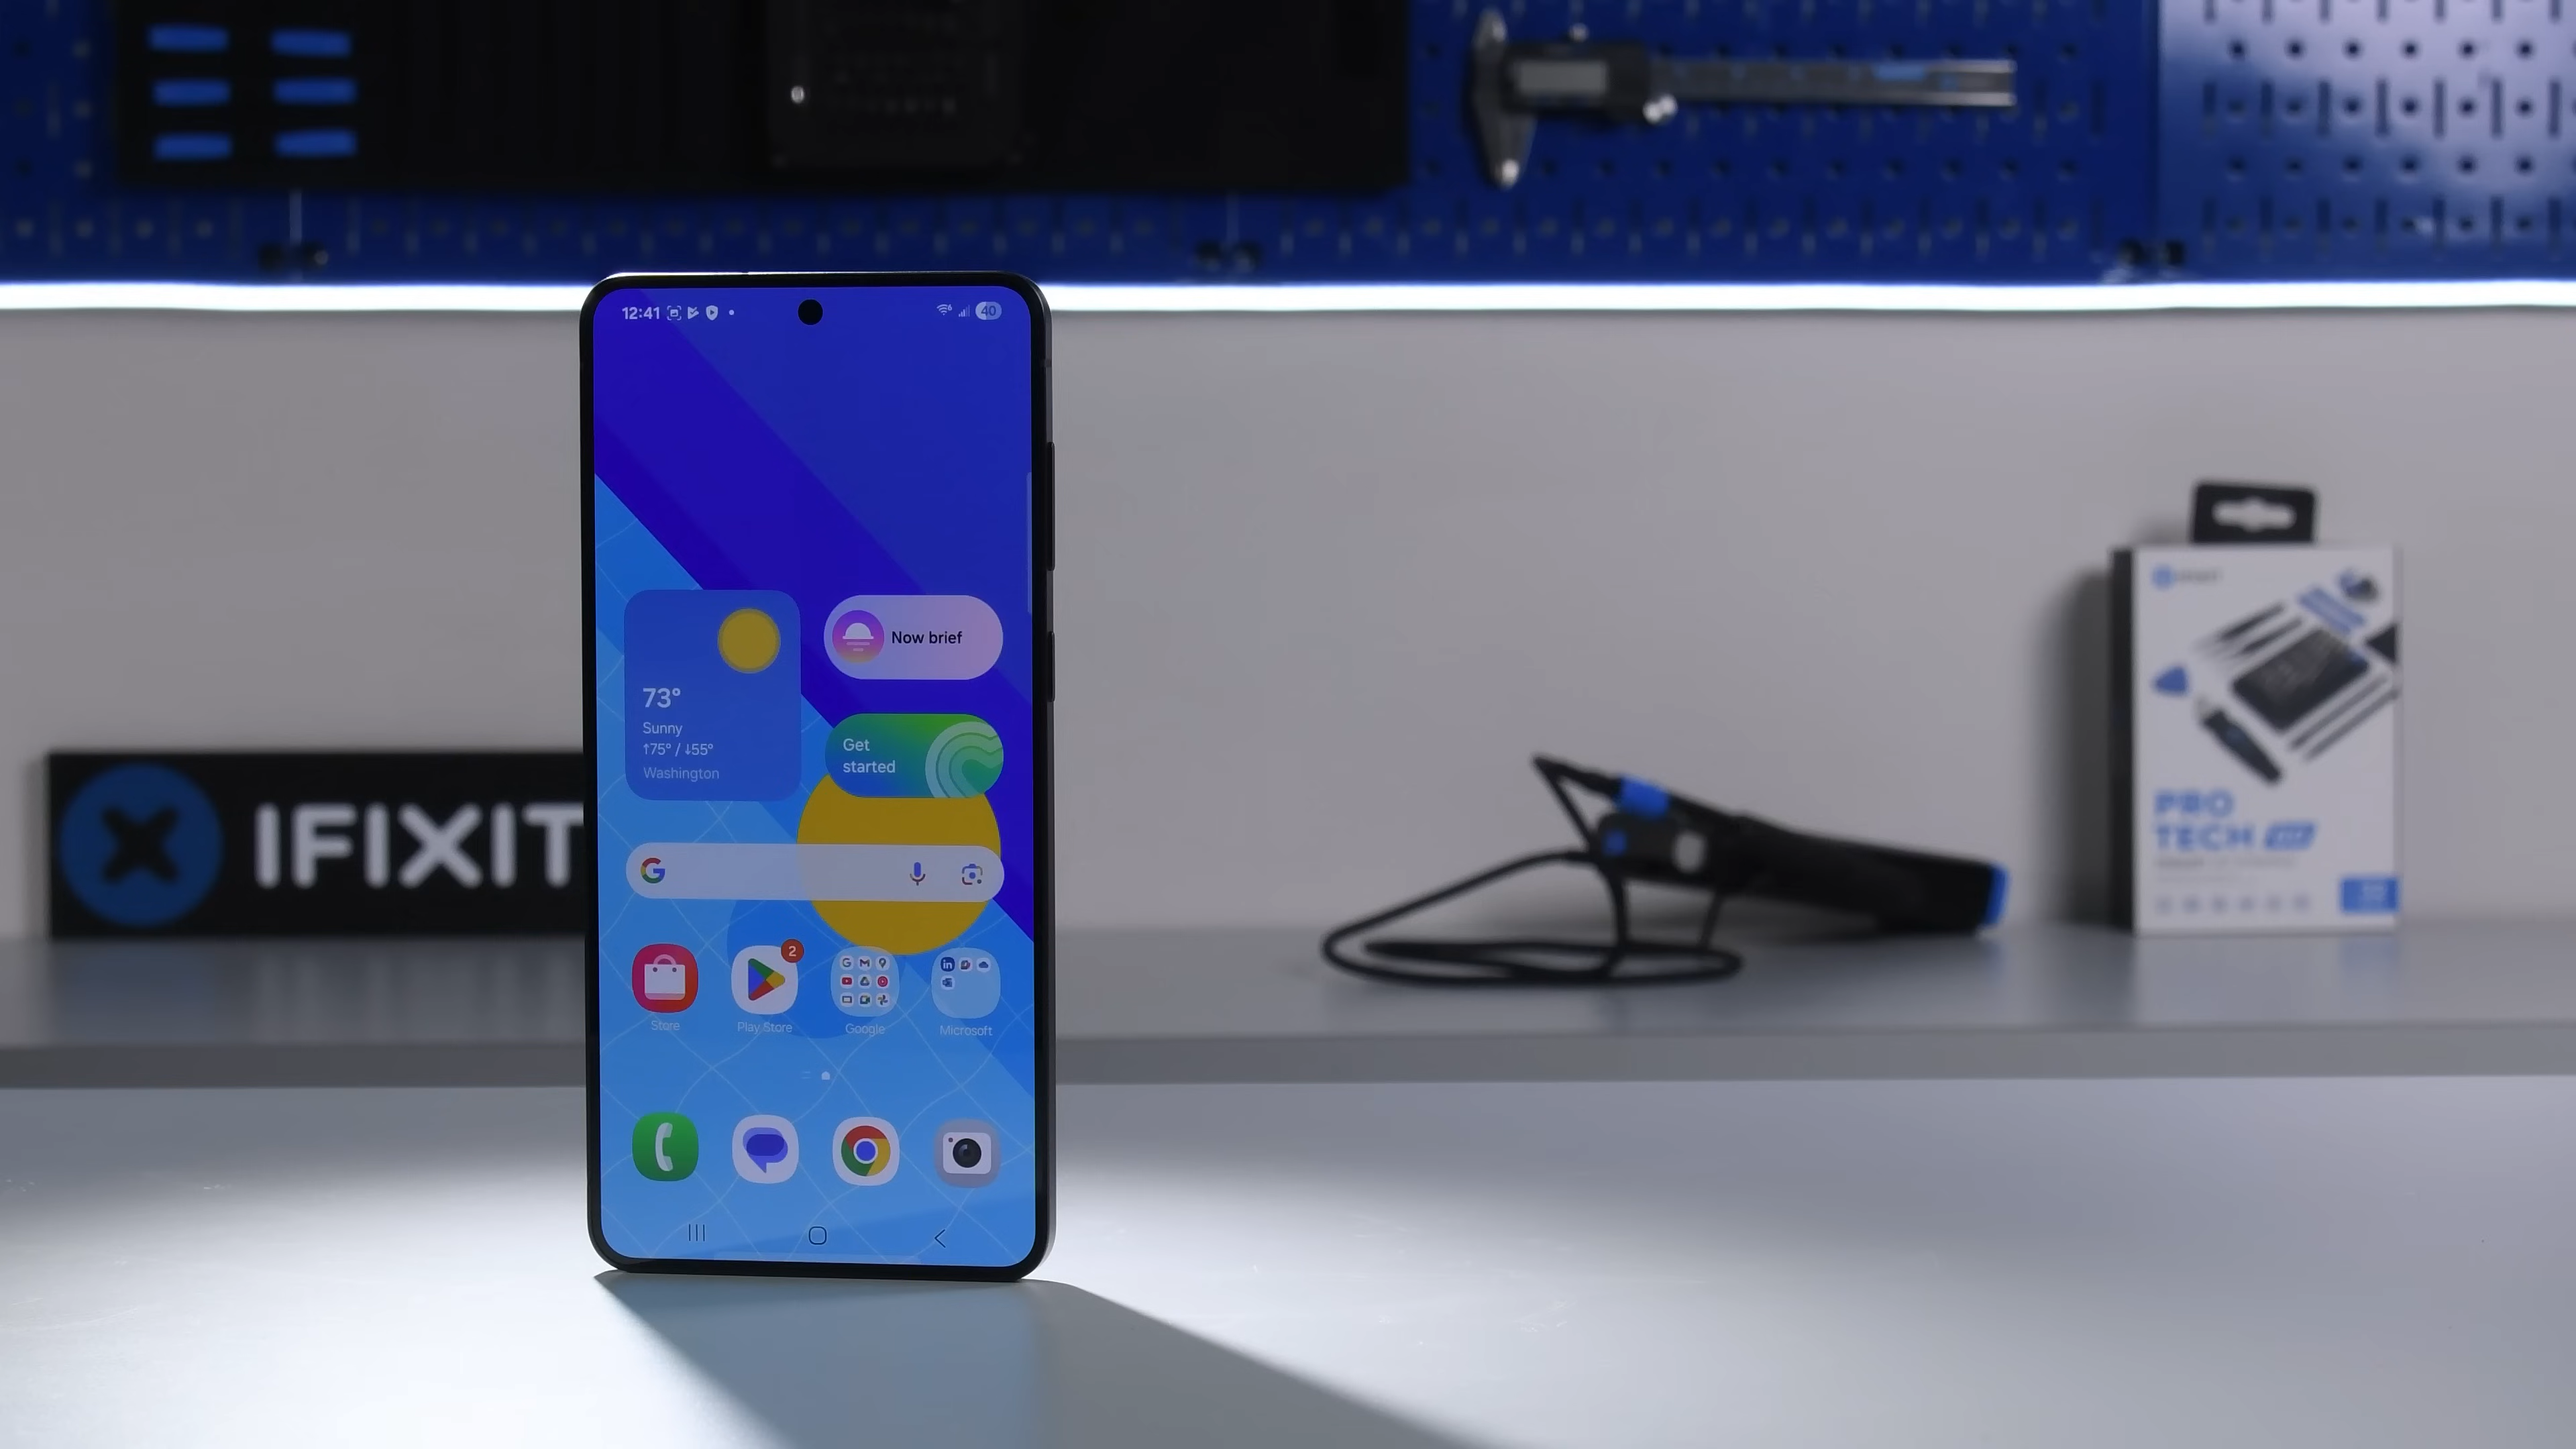 12:41
40
Now brief
73°
Sunny
↑75° / ↓55°
Washington
Get
started
IFIXIT
G
2
Store
Play Store
Google
Microsoft
PRO
TECH